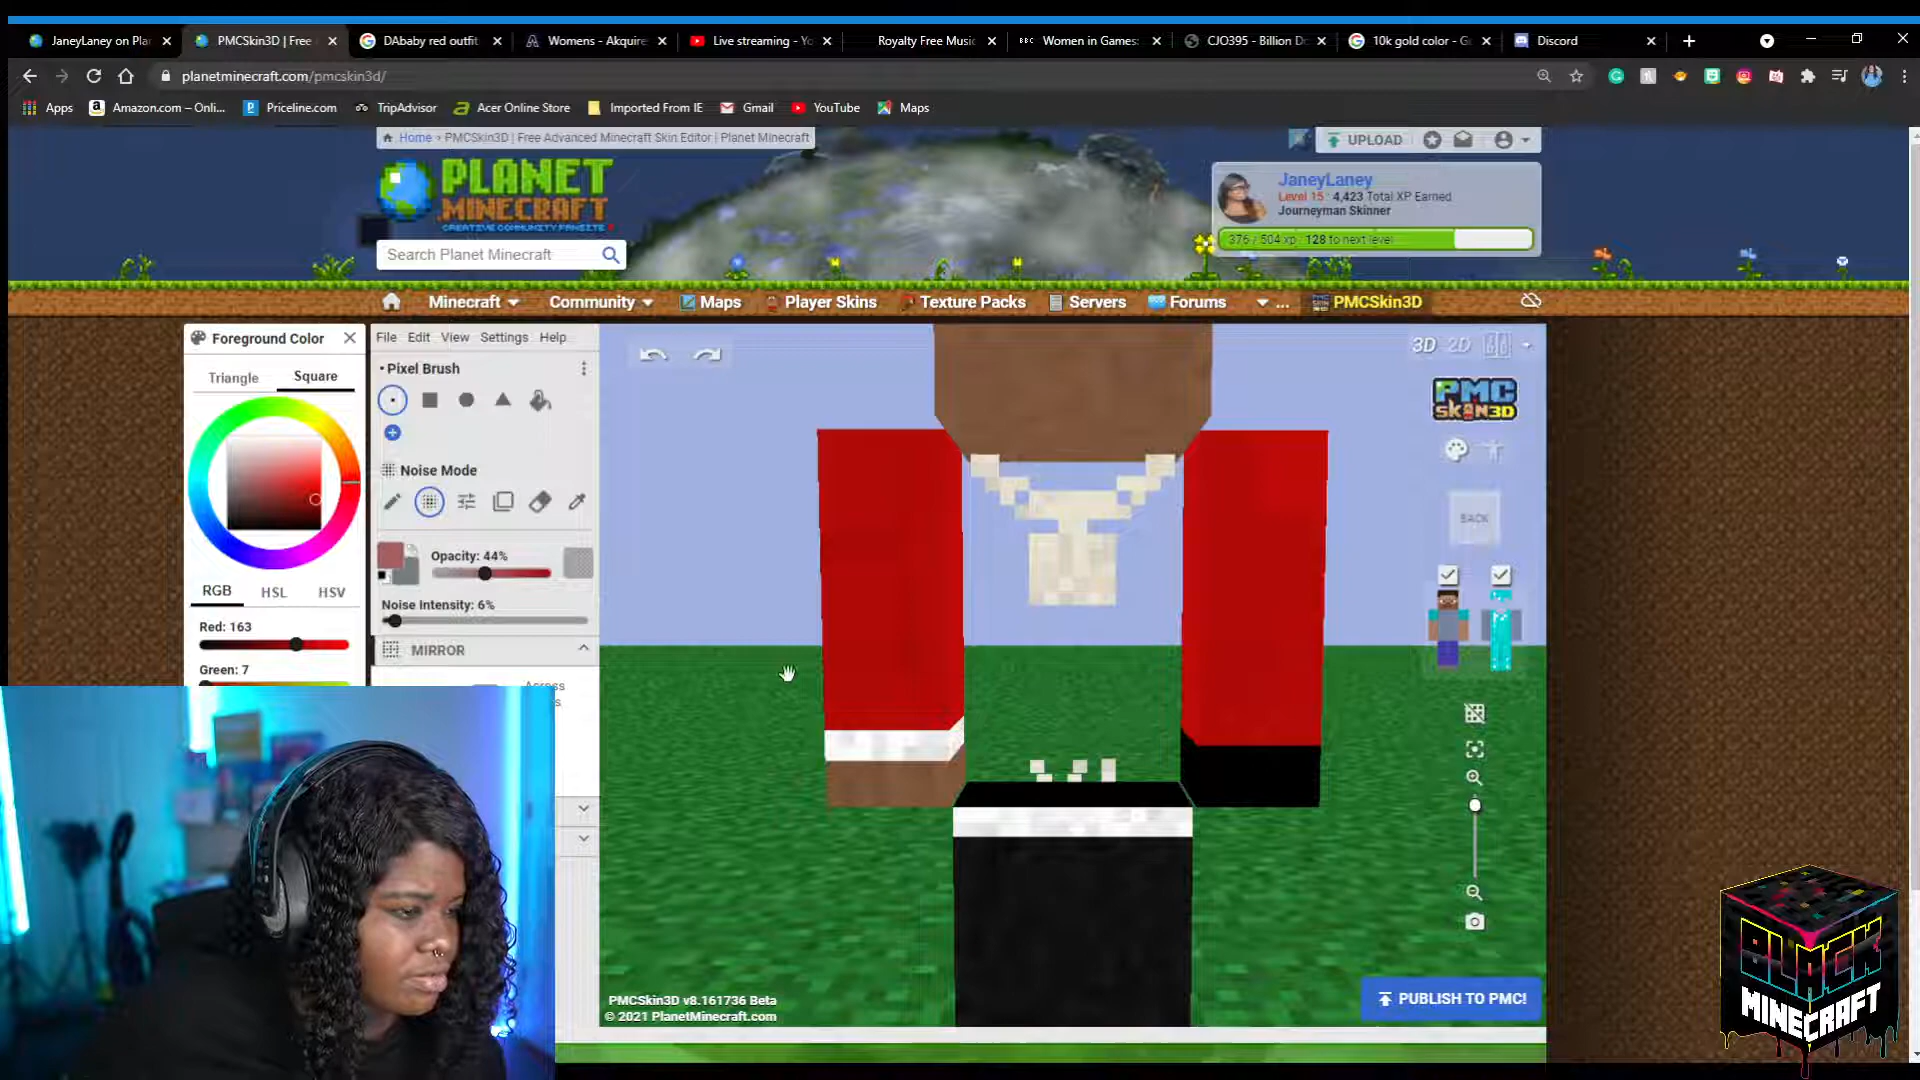 JaneyLaney on Pla
PMCSkin3D | Free
DAbaby red outfit
Womens - Akquire
Live streaming - Yo
Royalty Free Music
BBC Women in Games:
CJO395 - Billion Do
10k gold color - G
Discord
planetminecraft.com/pmcskin3d/
Apps
Amazon.com – Onli...
Priceline.com
TripAdvisor
Acer Online Store
Imported From IE
Gmail
YouTube
Maps
Home » PMCSkin3D | Free Advanced Minecraft Skin Editor | Planet Minecraft
UPLOAD
PLANET
MINECRAFT
CREATIVE COMMUNITY FANSITE
JaneyLaney
Level 15 : 4,423 Total XP Earned
Journeyman Skinner
376 / 504 xp : 128 to next level
Search Planet Minecraft
Minecraft
Community
Maps
Player Skins
Texture Packs
Servers
Forums
...
PMCSkin3D
Foreground Color
Triangle
Square
RGB
HSL
HSV
Red: 163
Green: 7
File
Edit
View
Settings
Help
• Pixel Brush
Noise Mode
Opacity: 44%
Noise Intensity: 6%
MIRROR
Across
3D
2D
PMC
SKIN3D
BACK
PMCSkin3D v8.161736 Beta
© 2021 PlanetMinecraft.com
PUBLISH TO PMC!
BLACK
MINECRAFT